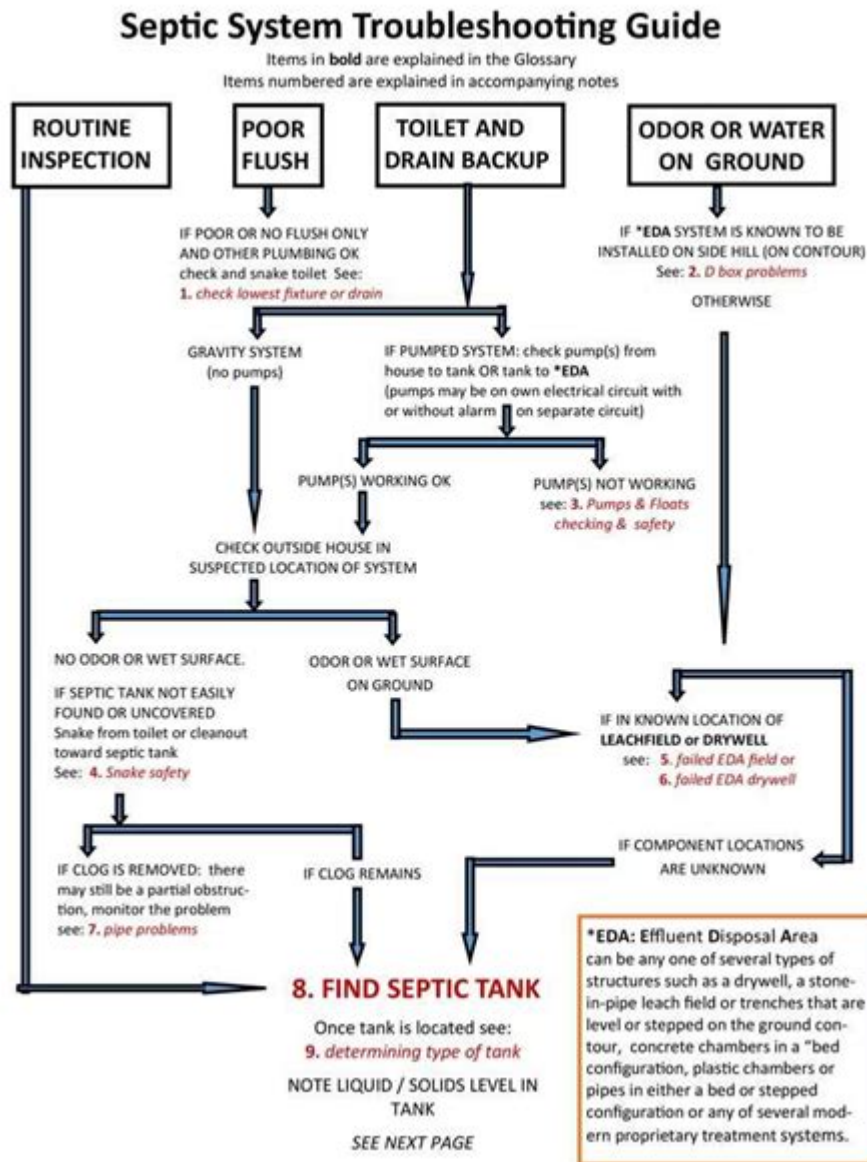 Septic System Troubleshooting Guide
Items in bold are explained in the Glossary
Items numbered are explained in accompanying notes
ROUTINE
INSPECTION
POOR
FLUSH
TOILET AND
DRAIN BACKUP
ODOR OR WATER
ON GROUND
IF POOR OR NO FLUSH ONLY
AND OTHER PLUMBING OK
check and snake toilet See:
1. check lowest fixture or drain
IF *EDA SYSTEM IS KNOWN TO BE
INSTALLED ON SIDE HILL (ON CONTOUR)
See: 2. D box problems
OTHERWISE
GRAVITY SYSTEM
(no pumps)
IF PUMPED SYSTEM: check pump(s) from
house to tank OR tank to *EDA
(pumps may be on own electrical circuit with
or without alarm on separate circuit)
PUMP(S) WORKING OK
PUMP(S) NOT WORKING
see: 3. Pumps & Floats
checking & safety
CHECK OUTSIDE HOUSE IN
SUSPECTED LOCATION OF SYSTEM
NO ODOR OR WET SURFACE.
IF SEPTIC TANK NOT EASILY
FOUND OR UNCOVERED
Snake from toilet or cleanout
toward septic tank
See: 4. Snake safety
ODOR OR WET SURFACE
ON GROUND
IF IN KNOWN LOCATION OF
LEACHFIELD or DRYWELL
see: 5. failed EDA field or
6. failed EDA drywell
IF CLOG IS REMOVED: there
may still be a partial obstruc-
tion, monitor the problem
see: 7. pipe problems
IF CLOG REMAINS
IF COMPONENT LOCATIONS
ARE UNKNOWN
8. FIND SEPTIC TANK
Once tank is located see:
9. determining type of tank
NOTE LIQUID / SOLIDS LEVEL IN
TANK
SEE NEXT PAGE
*EDA: Effluent Disposal Area
can be any one of several types of
structures such as a drywell, a stone-
in-pipe leach field or trenches that are
level or stepped on the ground con-
tour, concrete chambers in a "bed
configuration, plastic chambers or
pipes in either a bed or stepped
configuration or any of several mod-
ern proprietary treatment systems.